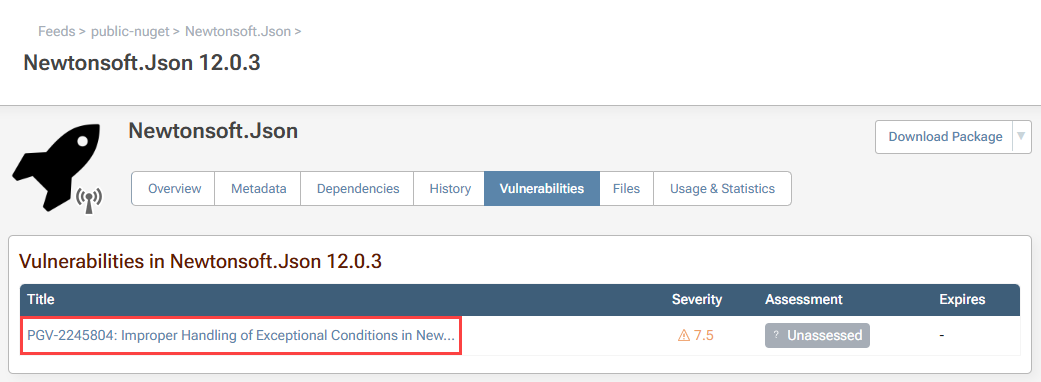 Feeds > public-nuget > Newtonsoft.Json >
Newtonsoft.Json 12.0.3
Newtonsoft.Json
Download Package
Overview Metadata Dependencies History Vulnerabilities Files Usage & Statistics
Vulnerabilities in Newtonsoft.Json 12.0.3
Title Severity Assessment Expires
PGV-2245804: Improper Handling of Exceptional Conditions in New... 7.5 ? Unassessed -